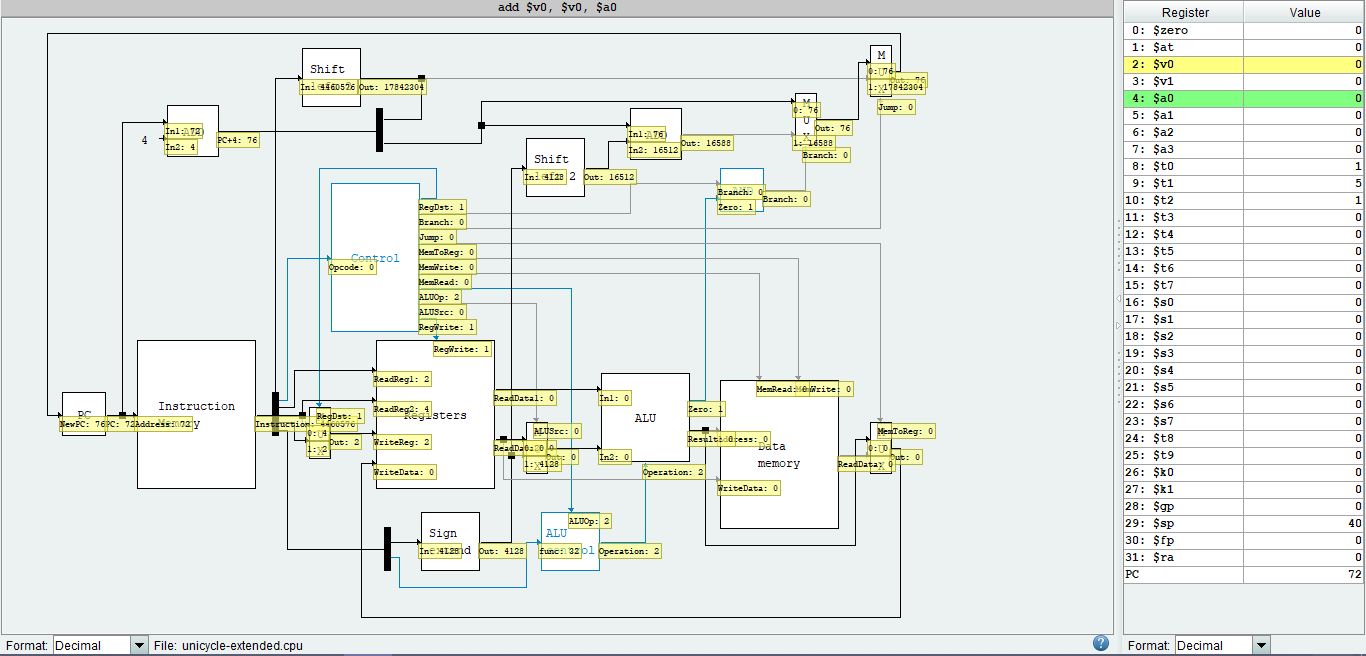 add $v0, $v0, $a0
Shift
In: 4460576
Out: 17842304
M
0: 76
Out: 76
1: 17842304
Jump: 0
In1: 72
4
In2: 4
PC+4: 76
0: 76
U
X
Out: 76
1: 16588
Branch: 0
In1: 76
In2: 16512
Out: 16588
Shift
In: 4128
2
Out: 16512
Branch: 0
Zero: 1
Branch: 0
Control
Opcode: 0
RegDst: 1
Branch: 0
Jump: 0
MemToReg: 0
MemWrite: 0
MemRead: 0
ALUOp: 2
ALUSrc: 0
RegWrite: 1
RegWrite: 1
PC
NewPC: 76
PC: 72
Instruction
Address: 72
Instruction: 4460576
RegDst: 1
0: 4
Out: 2
1: 2
ReadReg1: 2
ReadReg2: 4
Registers
WriteReg: 2
WriteData: 0
ReadData1: 0
ALUSrc: 0
0: 0
Out: 0
1: 4128
In1: 0
ALU
In2: 0
Zero: 1
Result: 0
Operation: 2
MemRead: 0
MemWrite: 0
Address: 0
Data
memory
WriteData: 0
ReadData: 0
MemToReg: 0
0: 0
Out: 0
Sign
In: 4128
Out: 4128
ALU
ALUOp: 2
funct: 32
Operation: 2
Format: Decimal
File: unicycle-extended.cpu
?
Register Value
0: $zero 0
1: $at 0
2: $v0 0
3: $v1 0
4: $a0 0
5: $a1 0
6: $a2 0
7: $a3 0
8: $t0 1
9: $t1 5
10: $t2 1
11: $t3 0
12: $t4 0
13: $t5 0
14: $t6 0
15: $t7 0
16: $s0 0
17: $s1 0
18: $s2 0
19: $s3 0
20: $s4 0
21: $s5 0
22: $s6 0
23: $s7 0
24: $t8 0
25: $t9 0
26: $k0 0
27: $k1 0
28: $gp 0
29: $sp 40
30: $fp 0
31: $ra 0
PC 72
Format: Decimal